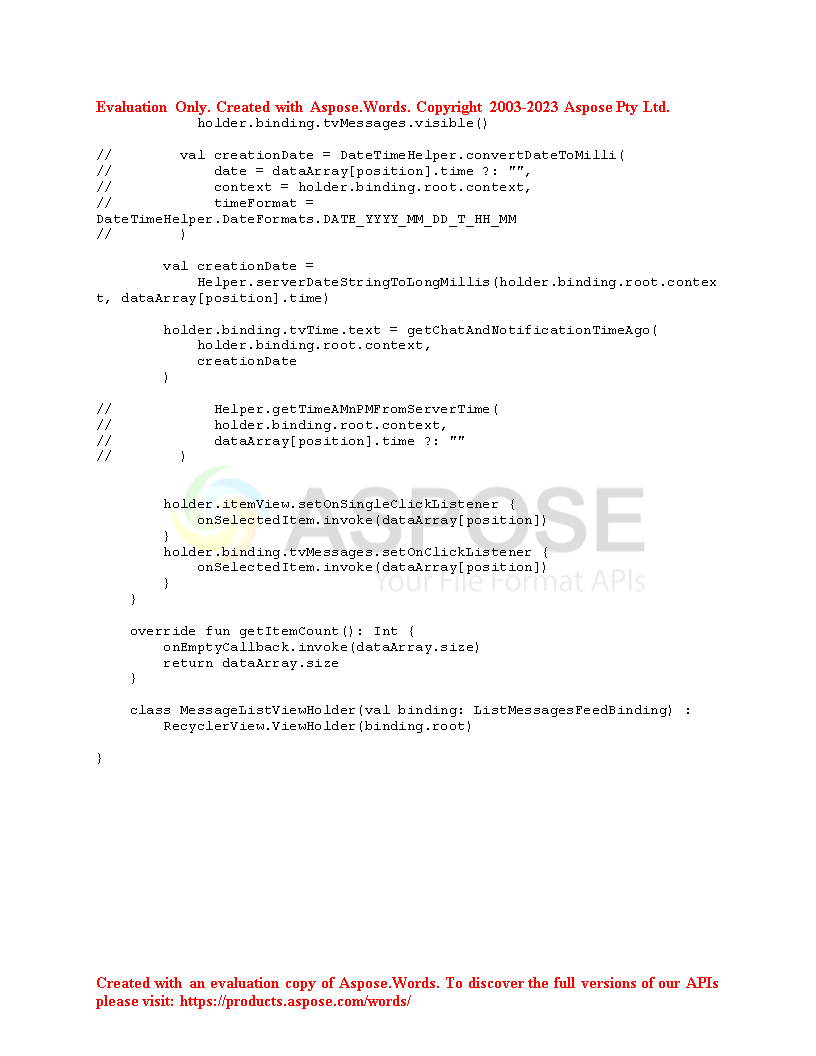 Evaluation Only. Created with Aspose.Words. Copyright 2003-2023 Aspose Pty Ltd.
            holder.binding.tvMessages.visible()

//        val creationDate = DateTimeHelper.convertDateToMilli(
//            date = dataArray[position].time ?: "",
//            context = holder.binding.root.context,
//            timeFormat =
DateTimeHelper.DateFormats.DATE_YYYY_MM_DD_T_HH_MM
//        )

        val creationDate =
            Helper.serverDateStringToLongMillis(holder.binding.root.contex
t, dataArray[position].time)

        holder.binding.tvTime.text = getChatAndNotificationTimeAgo(
            holder.binding.root.context,
            creationDate
        )

//            Helper.getTimeAMnPMFromServerTime(
//            holder.binding.root.context,
//            dataArray[position].time ?: ""
//        )

ASPOSE
        holder.itemView.setOnSingleClickListener {
            onSelectedItem.invoke(dataArray[position])
        }
        holder.binding.tvMessages.setOnClickListener {
            onSelectedItem.invoke(dataArray[position])
Your File Format APIs
        }
    }

    override fun getItemCount(): Int {
        onEmptyCallback.invoke(dataArray.size)
        return dataArray.size
    }

    class MessageListViewHolder(val binding: ListMessagesFeedBinding) :
        RecyclerView.ViewHolder(binding.root)

}

Created with an evaluation copy of Aspose.Words. To discover the full versions of our APIs
please visit: https://products.aspose.com/words/